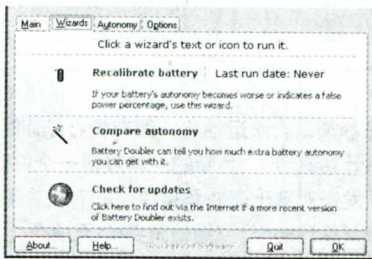 Main Wizards Autonomy Options
Click a wizard's text or icon to run it.
Recalibrate battery Last run date: Never
If your battery's autonomy becomes worse or indicates a false
power percentage, use this wizard.
Compare autonomy
Battery Doubler can tell you how much extra battery autonomy
you can get with it.
Check for updates
Click here to find out via the Internet if a more recent version
of Battery Doubler exists.
About... Help... Software Quit OK